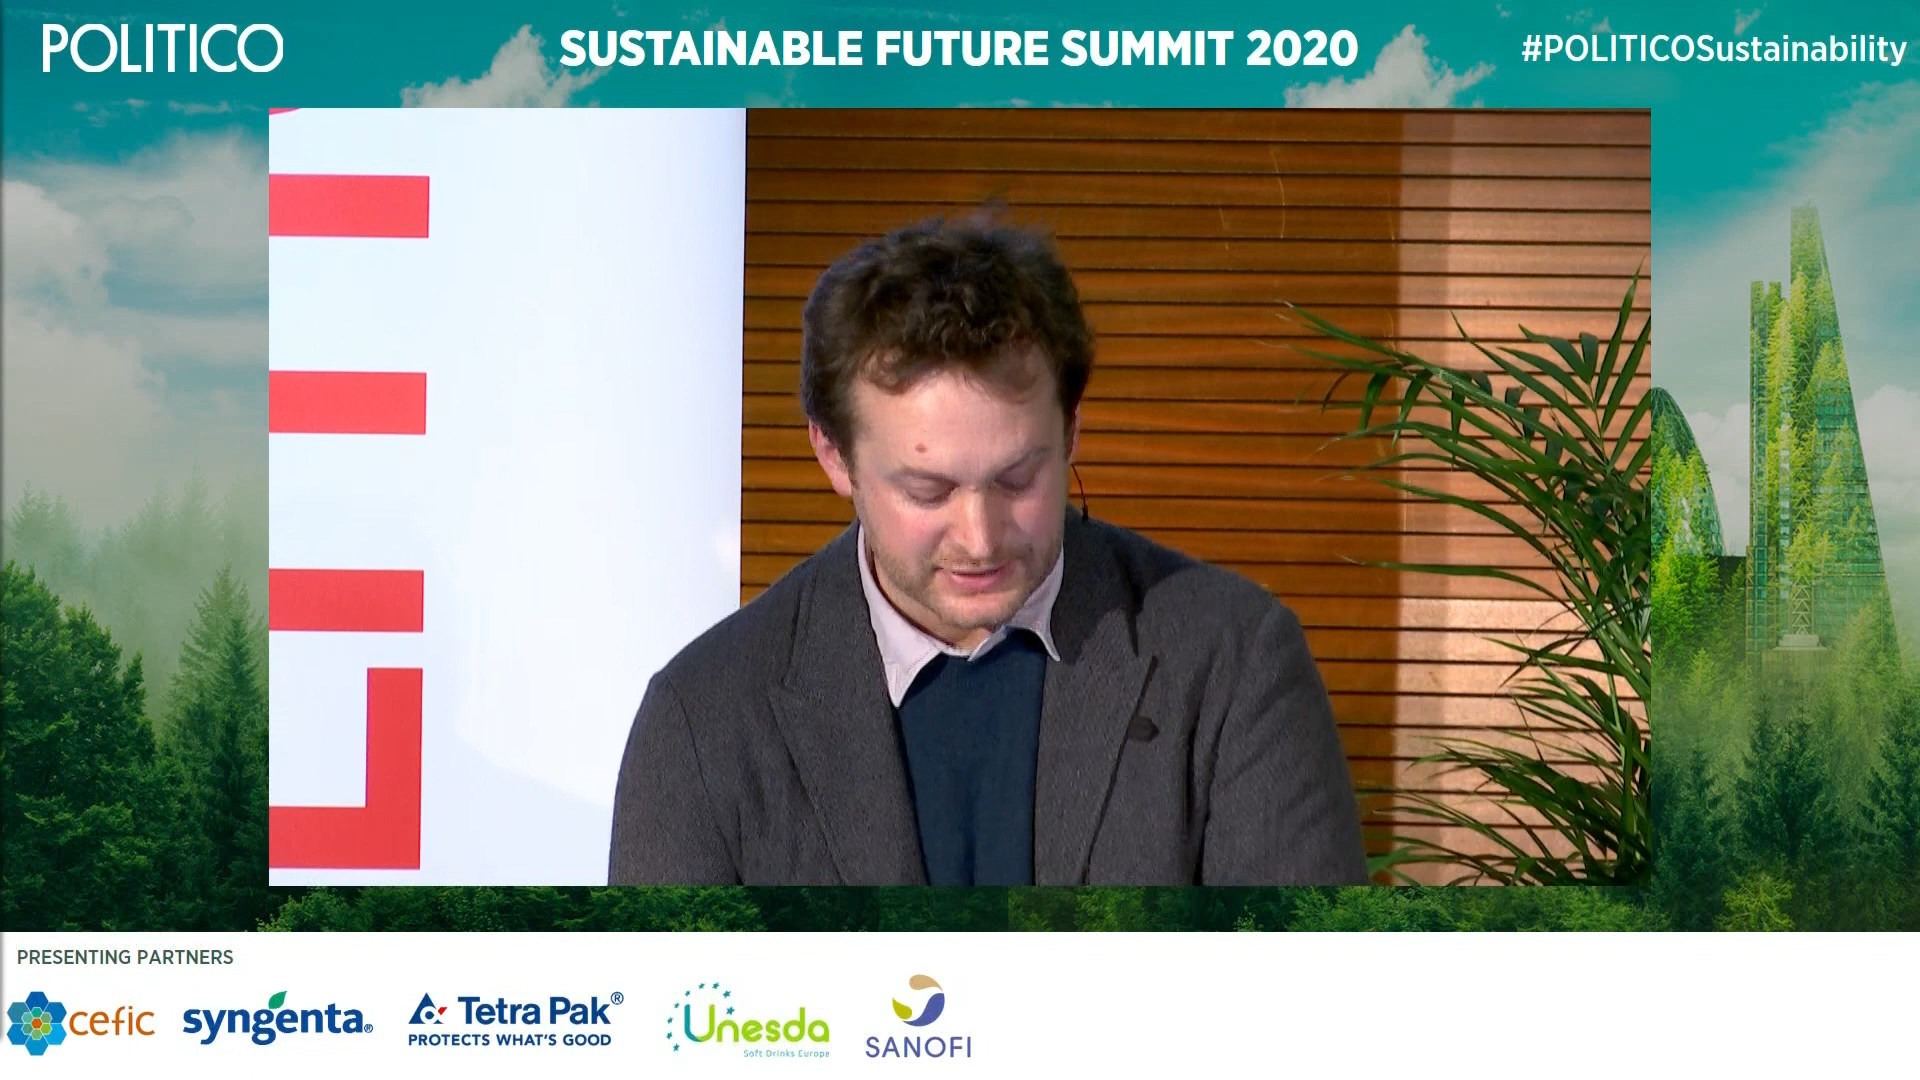 POLITICO
SUSTAINABLE FUTURE SUMMIT 2020
#POLITICOSustainability
PRESENTING PARTNERS
cefic
syngenta®
Tetra Pak®
PROTECTS WHAT'S GOOD
Unesda
Soft Drinks Europe
SANOFI